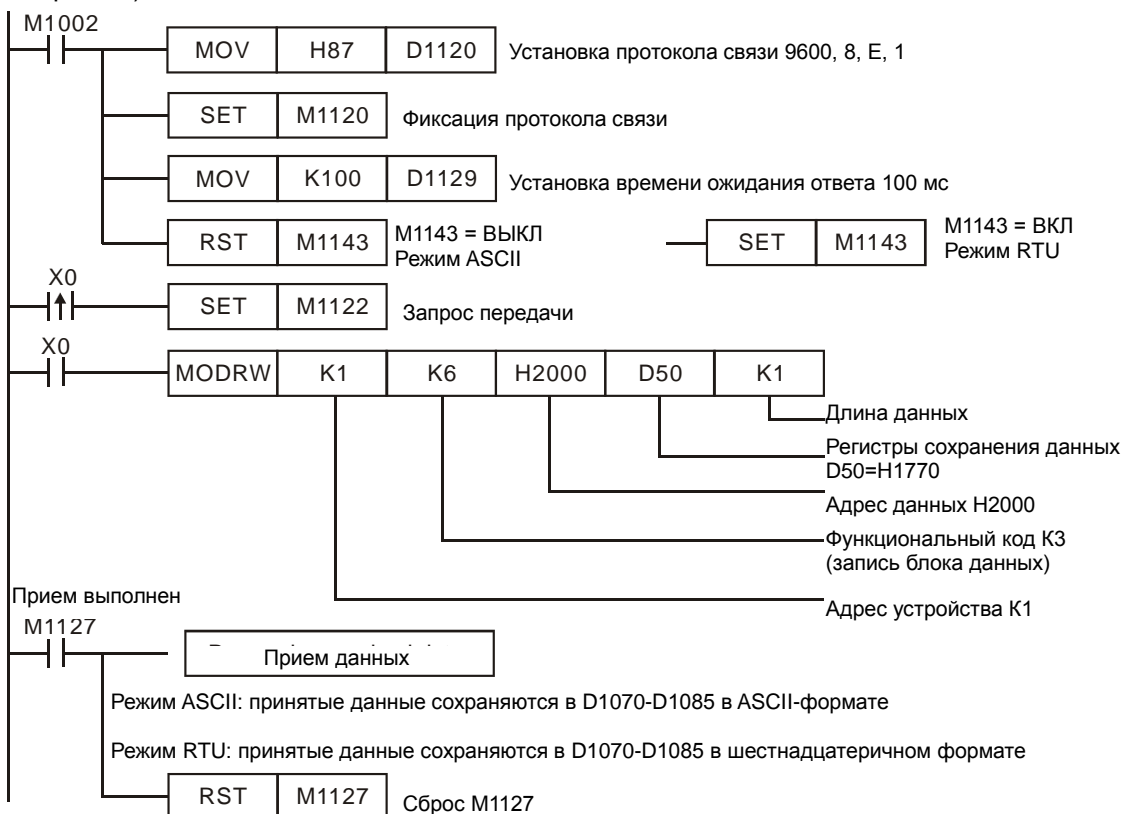 M1002
MOV H87 D1120 Установка протокола связи 9600, 8, E, 1
SET M1120 Фиксация протокола связи
MOV K100 D1129 Установка времени ожидания ответа 100 мс
RST M1143 M1143 = ВЫКЛ
Режим ASCII
SET M1143 M1143 = ВКЛ
Режим RTU
X0
SET M1122 Запрос передачи
X0
MODRW K1 K6 H2000 D50 K1
Длина данных
Регистры сохранения данных
D50=H1770
Адрес данных H2000
Функциональный код K3
(запись блока данных)
Адрес устройства K1
Прием выполнен
M1127
Прием данных
Режим ASCII: принятые данные сохраняются в D1070-D1085 в ASCII-формате
Режим RTU: принятые данные сохраняются в D1070-D1085 в шестнадцатеричном формате
RST M1127 Сброс M1127